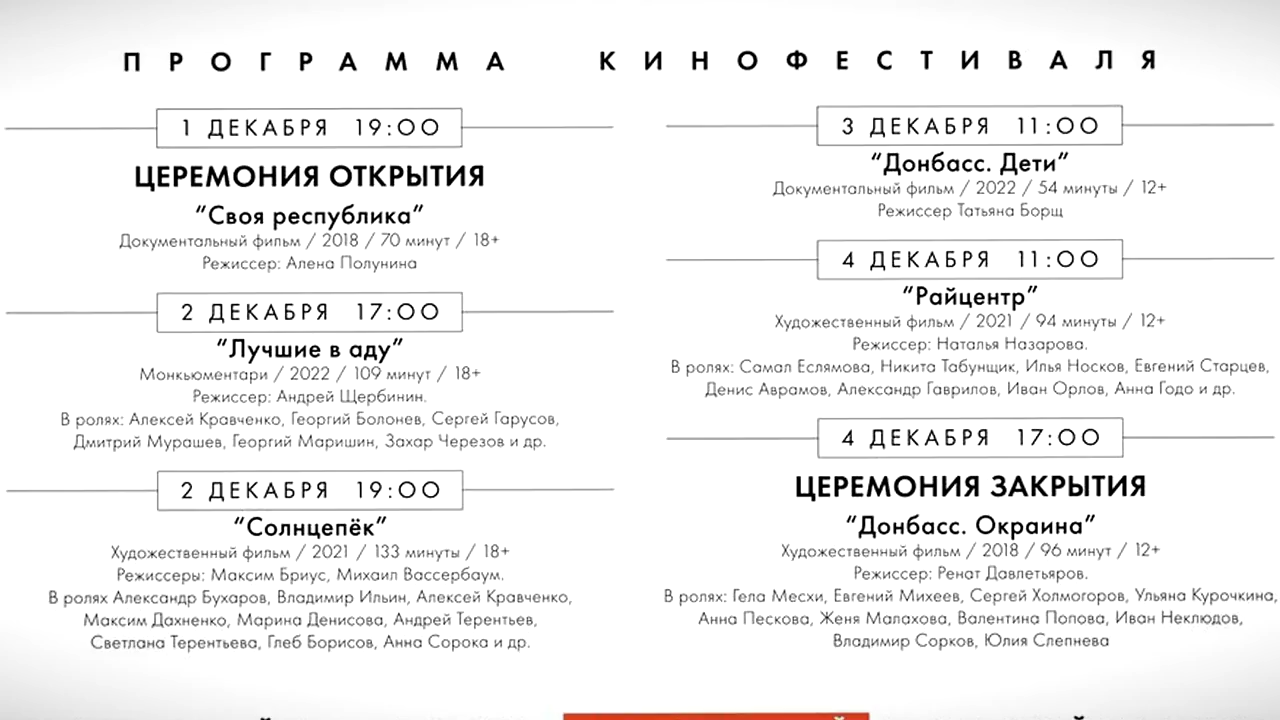 ПРОГРАММА КИНОФЕСТИВАЛЯ
1 ДЕКАБРЯ 19:00
ЦЕРЕМОНИЯ ОТКРЫТИЯ
“Своя республика”
Документальный фильм / 2018 / 70 минут / 18+
Режиссер: Алена Полунина
2 ДЕКАБРЯ 17:00
“Лучшие в аду”
Монкьюментари / 2022 / 109 минут / 18+
Режиссер: Андрей Щербинин.
В ролях: Алексей Кравченко, Георгий Болонев, Сергей Гарусов,
Дмитрий Мурашев, Георгий Маришин, Захар Черезов и др.
2 ДЕКАБРЯ 19:00
“Солнцепёк”
Художественный фильм / 2021 / 133 минуты / 18+
Режиссеры: Максим Бриус, Михаил Вассербаум.
В ролях Александр Бухаров, Владимир Ильин, Алексей Кравченко,
Максим Дахненко, Марина Денисова, Андрей Терентьев,
Светлана Терентьева, Глеб Борисов, Анна Сорока и др.
3 ДЕКАБРЯ 11:00
“Донбасс. Дети”
Документальный фильм / 2022 / 54 минуты / 12+
Режиссер Татьяна Борщ
4 ДЕКАБРЯ 11:00
“Райцентр”
Художественный фильм / 2021 / 94 минуты / 12+
Режиссер: Наталья Назарова.
В ролях: Самал Еслямова, Никита Табунщик, Илья Носков, Евгений Старцев,
Денис Аврамов, Александр Гаврилов, Иван Орлов, Анна Годо и др.
4 ДЕКАБРЯ 17:00
ЦЕРЕМОНИЯ ЗАКРЫТИЯ
“Донбасс. Окраина”
Художественный фильм / 2018 / 96 минут / 12+
Режиссер: Ренат Давлетьяров.
В ролях: Гела Месхи, Евгений Михеев, Сергей Холмогоров, Ульяна Курочкина,
Анна Пескова, Женя Малахова, Валентина Попова, Иван Неклюдов,
Владимир Сорков, Юлия Слепнева